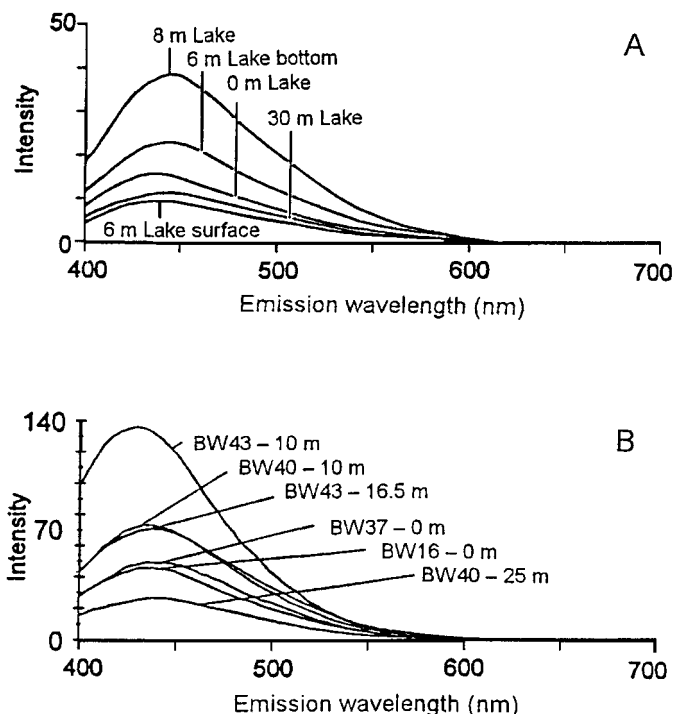 50
A
8 m Lake
6 m Lake bottom
0 m Lake
30 m Lake
Intensity
6 m Lake surface
0
400
500
600
700
Emission wavelength (nm)
140
B
BW43 – 10 m
BW40 – 10 m
BW43 – 16.5 m
70
BW37 – 0 m
BW16 – 0 m
BW40 – 25 m
Intensity
0
400
500
600
700
Emission wavelength (nm)